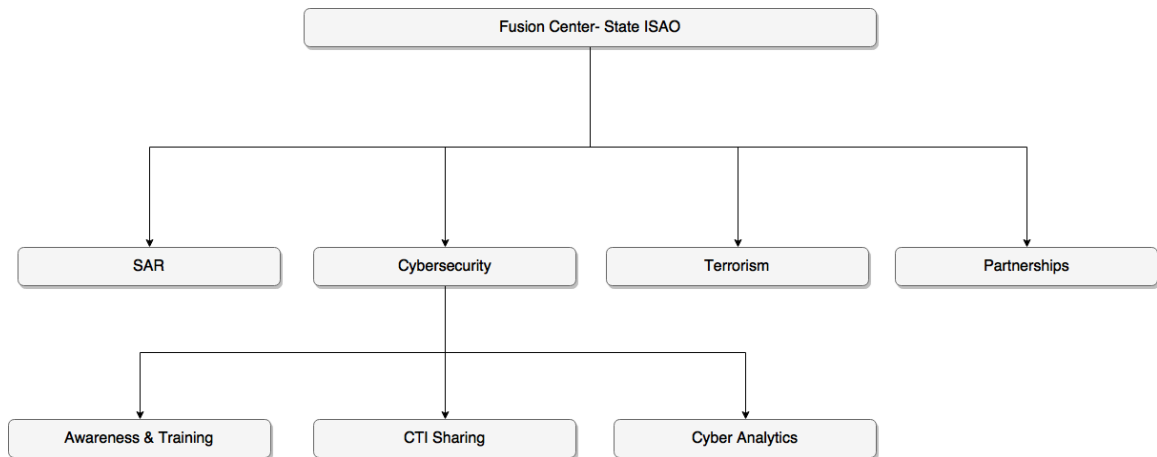 Fusion Center- State ISAO
SAR
Cybersecurity
Terrorism
Partnerships
Awareness & Training
CTI Sharing
Cyber Analytics